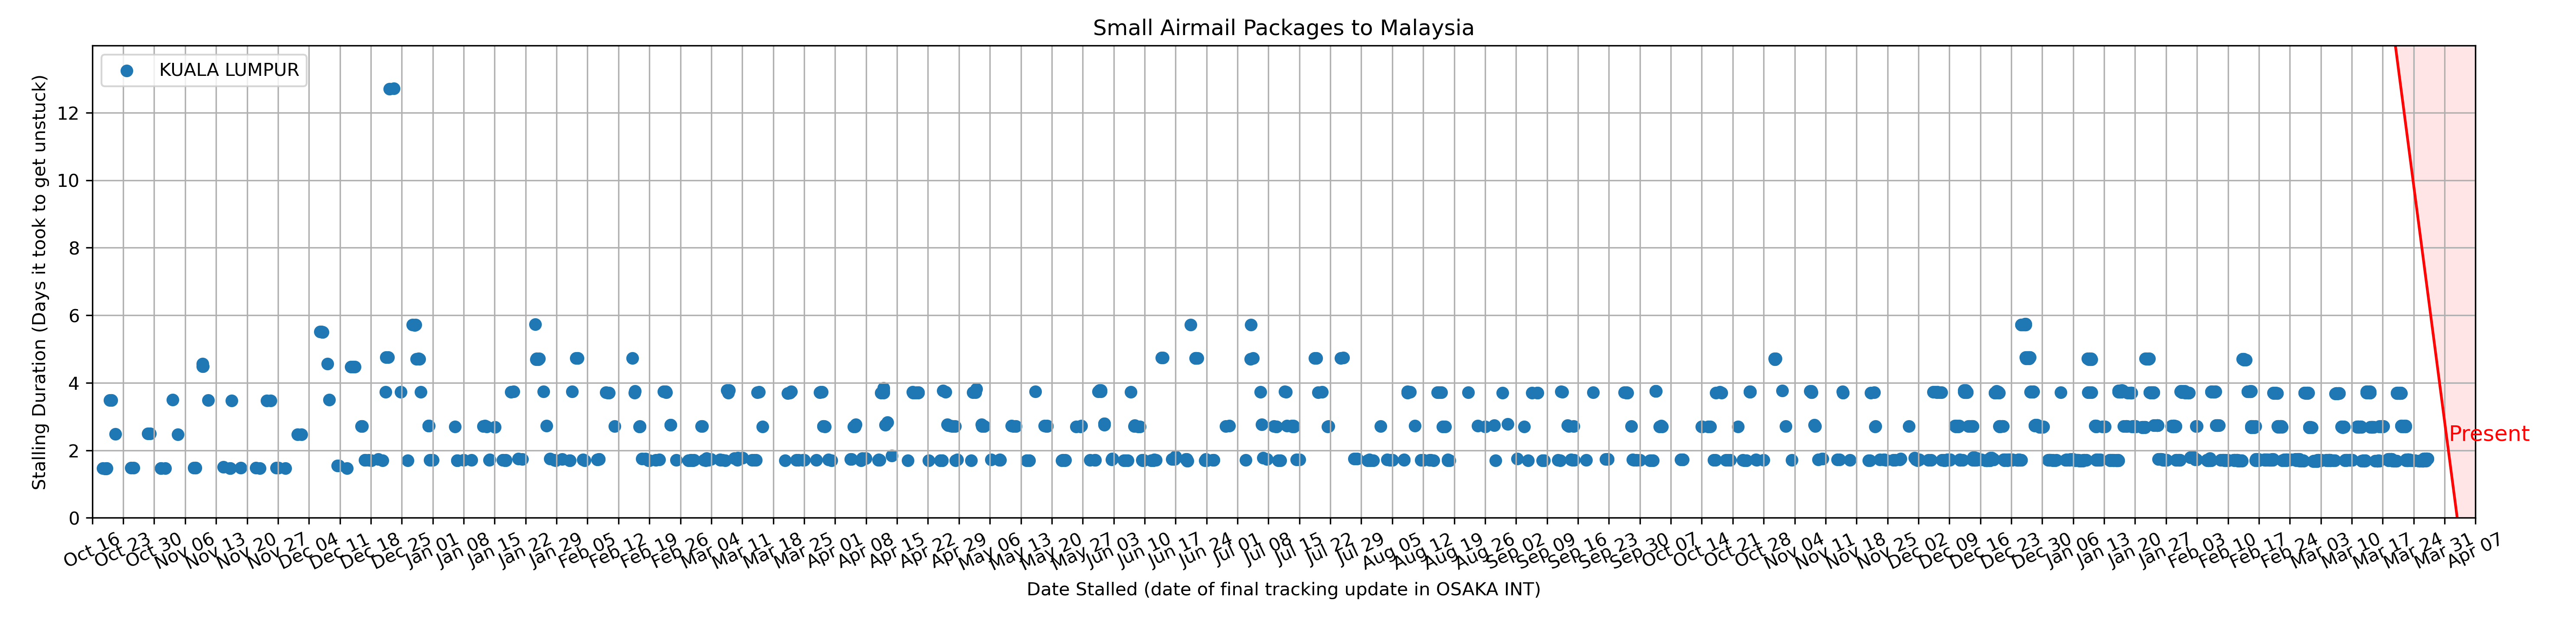 Small Airmail Packages to Malaysia
KUALA LUMPUR
Stalling Duration (Days it took to get unstuck)
12
10
8
6
4
2
0
Present
Oct 16 Oct 23 Oct 30 Nov 06 Nov 13 Nov 20 Nov 27 Dec 04 Dec 11 Dec 18 Dec 25 Jan 01 Jan 08 Jan 15 Jan 22 Jan 29 Feb 05 Feb 12 Feb 19 Feb 26 Mar 04 Mar 11 Mar 18 Mar 25 Apr 01 Apr 08 Apr 15 Apr 22 Apr 29 May 06 May 13 May 20 May 27 Jun 03 Jun 10 Jun 17 Jun 24 Jul 01 Jul 08 Jul 15 Jul 22 Jul 29 Aug 05 Aug 12 Aug 19 Aug 26 Sep 02 Sep 09 Sep 16 Sep 23 Sep 30 Oct 07 Oct 14 Oct 21 Oct 28 Nov 04 Nov 11 Nov 18 Nov 25 Dec 02 Dec 09 Dec 16 Dec 23 Dec 30 Jan 06 Jan 13 Jan 20 Jan 27 Feb 03 Feb 10 Feb 17 Feb 24 Mar 03 Mar 10 Mar 17 Mar 24 Mar 31 Apr 07
Date Stalled (date of final tracking update in OSAKA INT)